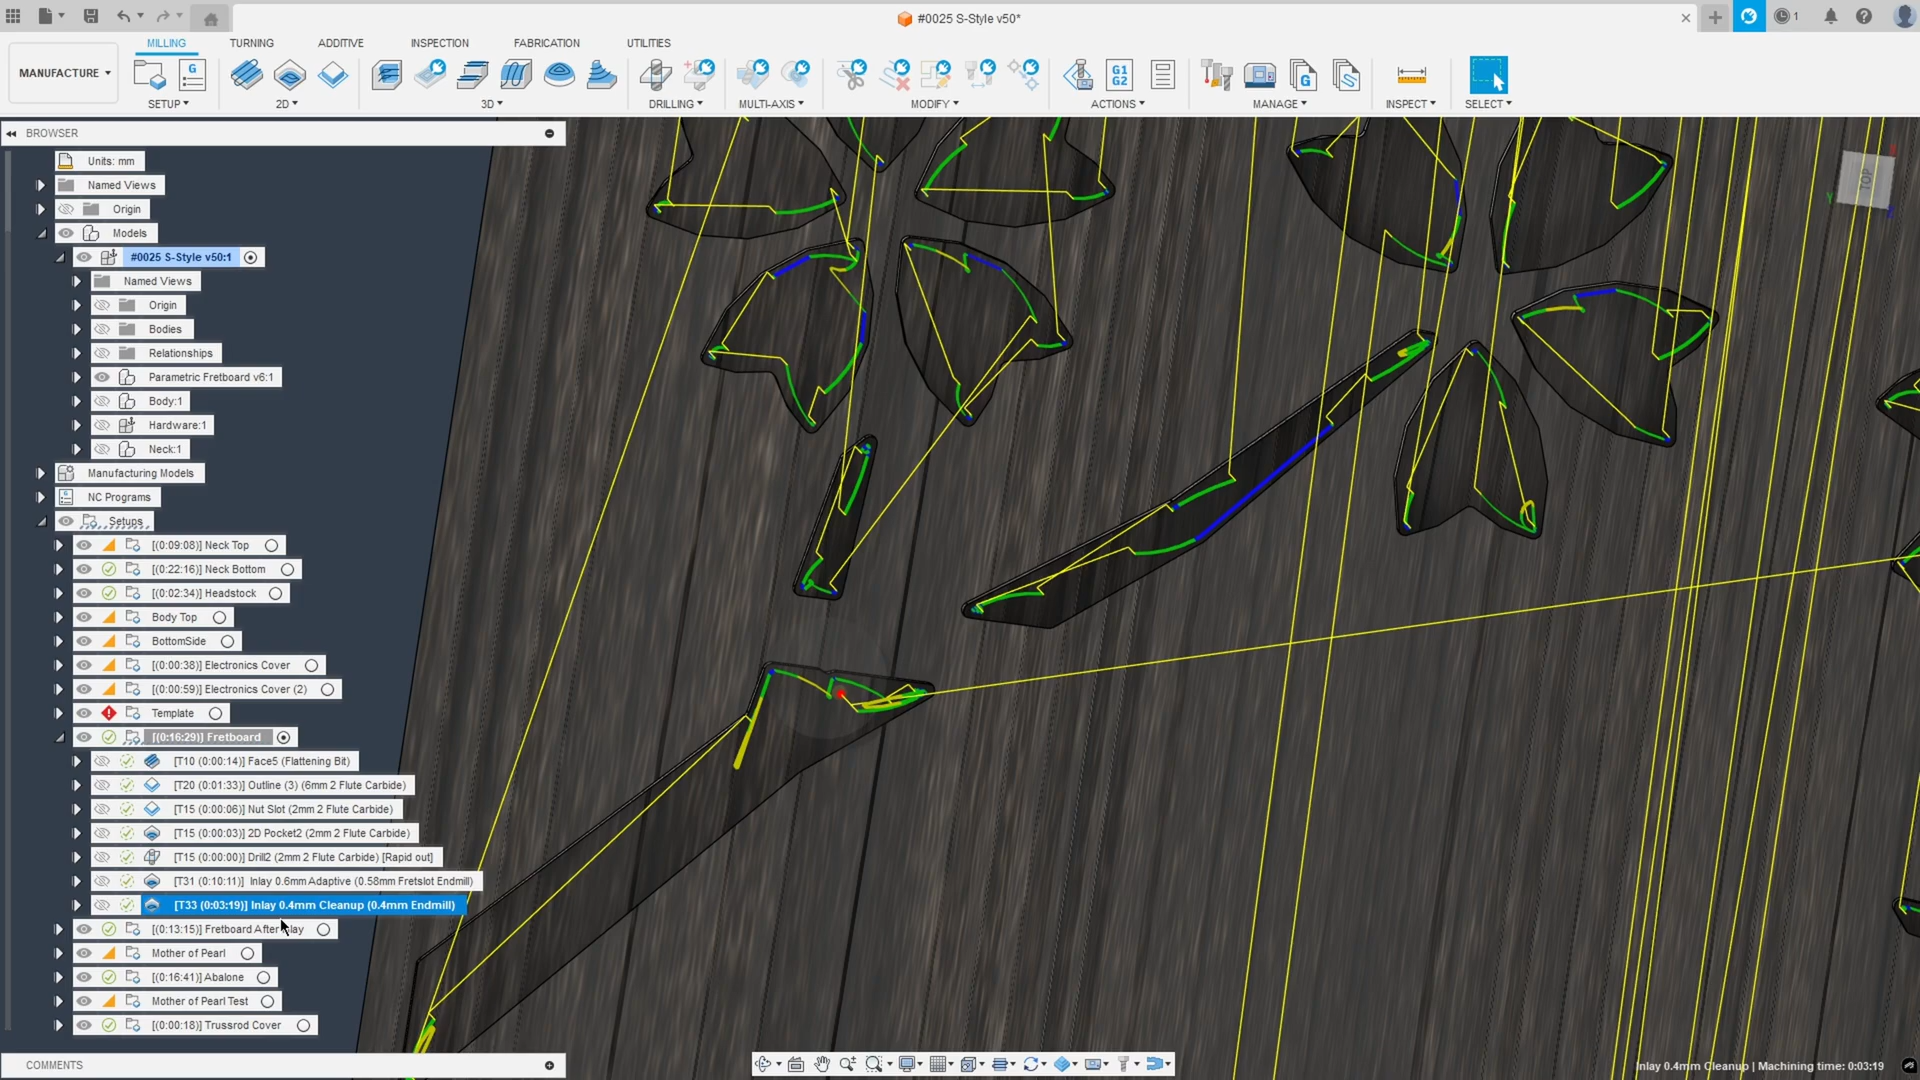 #0025 S-Style v50*
1
MANUFACTURE
MILLING
TURNING
ADDITIVE
INSPECTION
FABRICATION
UTILITIES
G
G1
G2
G
SETUP
2D
3D
DRILLING
MULTI-AXIS
MODIFY
ACTIONS
MANAGE
INSPECT
SELECT
BROWSER
Units: mm
Named Views
Origin
Models
#0025 S-Style v50:1
Named Views
Origin
Bodies
Relationships
Parametric Fretboard v6:1
Body:1
Hardware:1
Neck:1
Manufacturing Models
NC Programs
Setups
[(0:09:08)] Neck Top
[(0:22:16)] Neck Bottom
[(0:02:34)] Headstock
Body Top
BottomSide
[(0:00:38)] Electronics Cover
[(0:00:59)] Electronics Cover (2)
Template
[(0:16:29)] Fretboard
[T10 (0:00:14)] Face5 (Flattening Bit)
[T20 (0:01:33)] Outline (3) (6mm 2 Flute Carbide)
[T15 (0:00:06)] Nut Slot (2mm 2 Flute Carbide)
[T15 (0:00:03)] 2D Pocket2 (2mm 2 Flute Carbide)
[T15 (0:00:00)] Drill2 (2mm 2 Flute Carbide) [Rapid out]
[T31 (0:10:11)] Inlay 0.6mm Adaptive (0.58mm Fretslot Endmill)
[T33 (0:03:19)] Inlay 0.4mm Cleanup (0.4mm Endmill)
[(0:13:15)] Fretboard After Inlay
Mother of Pearl
[(0:16:41)] Abalone
Mother of Pearl Test
[(0:00:18)] Trussrod Cover
COMMENTS
TOP
Inlay 0.4mm Cleanup | Machining time: 0:03:19